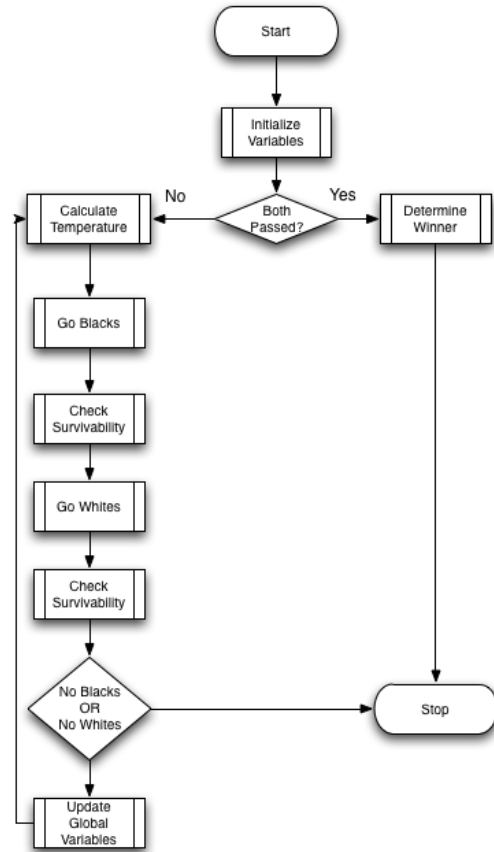 Start
Initialize
Variables
No
Yes
Calculate
Temperature
Both
Passed?
Determine
Winner
Go Blacks
Check
Survivability
Go Whites
Check
Survivability
No Blacks
OR
No Whites
Stop
Update
Global
Variables